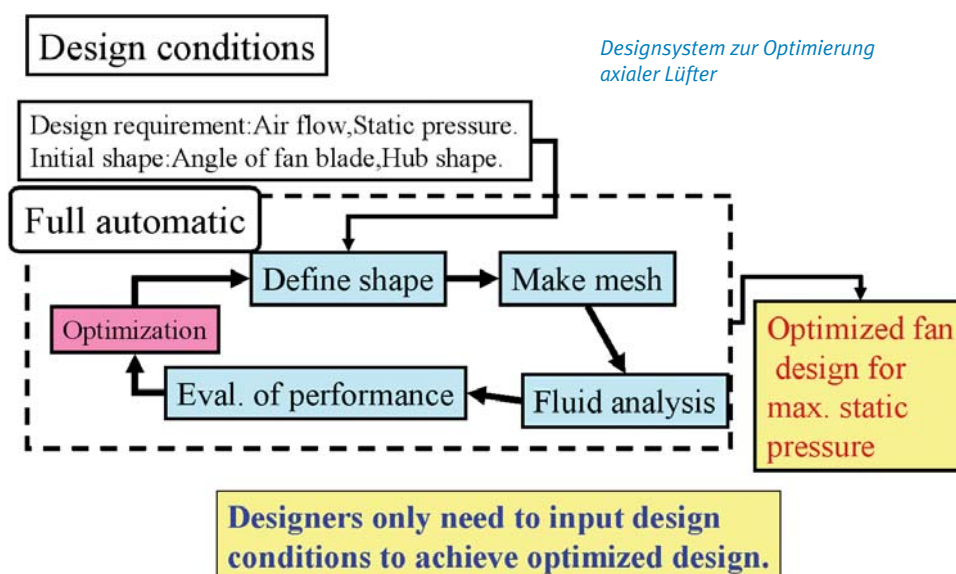 Design conditions
Designsystem zur Optimierung
axialer Lüfter
Design requirement:Air flow,Static pressure.
Initial shape:Angle of fan blade,Hub shape.
Full automatic
Define shape
Make mesh
Optimization
Eval. of performance
Fluid analysis
Optimized fan
design for
max. static
pressure
Designers only need to input design
conditions to achieve optimized design.